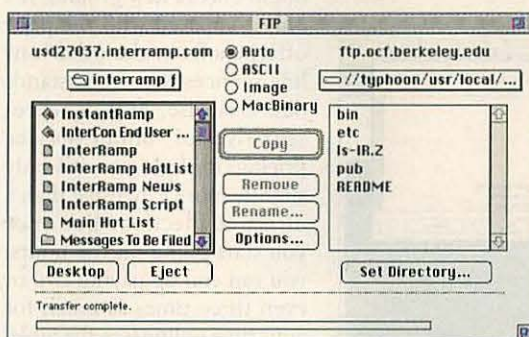 FTP
usd27037.interramp.com
interramp f
Auto
ASCII
Image
MacBinary
ftp.ocf.berkeley.edu
//typhoon/usr/local/...
InstantRamp
InterCon End User ...
InterRamp
InterRamp HotList
InterRamp News
InterRamp Script
Main Hot List
Messages To Be Filed
Copy
Remove
Rename...
Options...
bin
etc
ls-lR.Z
pub
README
Desktop
Eject
Set Directory...
Transfer complete.